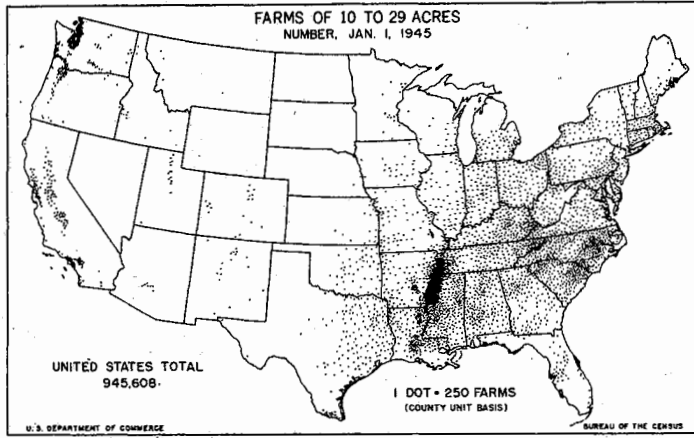 FARMS OF 10 TO 29 ACRES
NUMBER, JAN. 1, 1945
UNITED STATES TOTAL
945,608
1 DOT = 250 FARMS
(COUNTY UNIT BASIS)
U. S. DEPARTMENT OF COMMERCE
BUREAU OF THE CENSUS